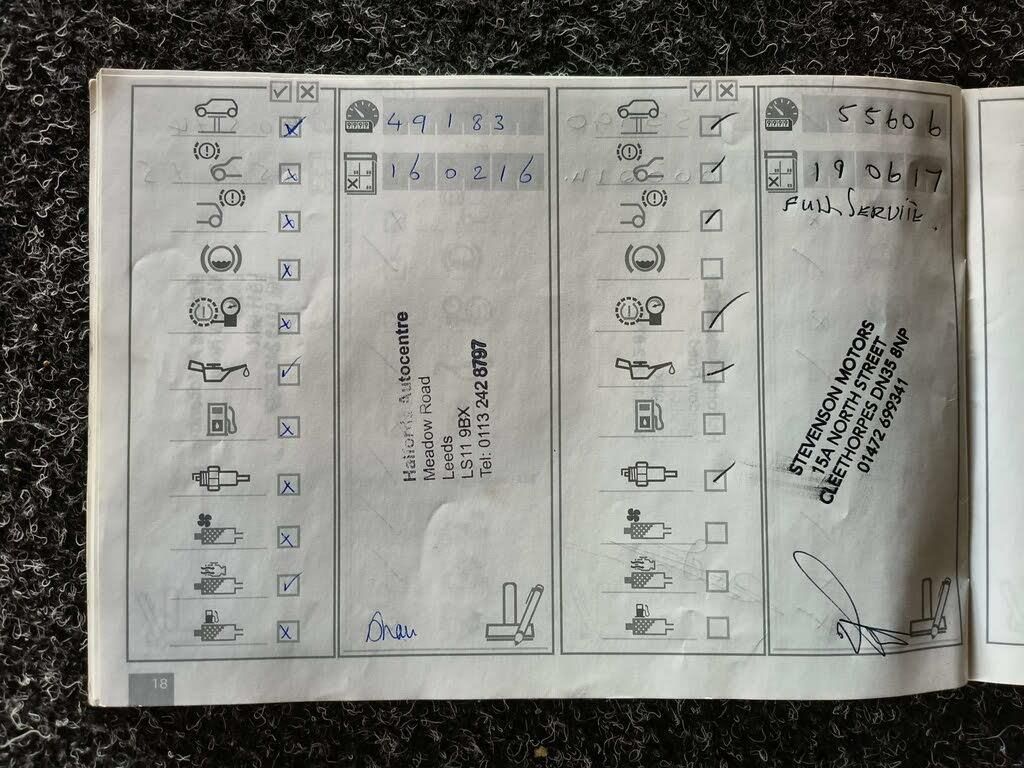 49183
160216
Halfords Autocentre
Meadow Road
Leeds
LS11 9BX
Tel: 0113 242 8797
18
55606
190617
FULL SERVIIE.
STEVENSON MOTORS
15A NORTH STREET
CLEETHORPES DN35 8NP
01472 699341